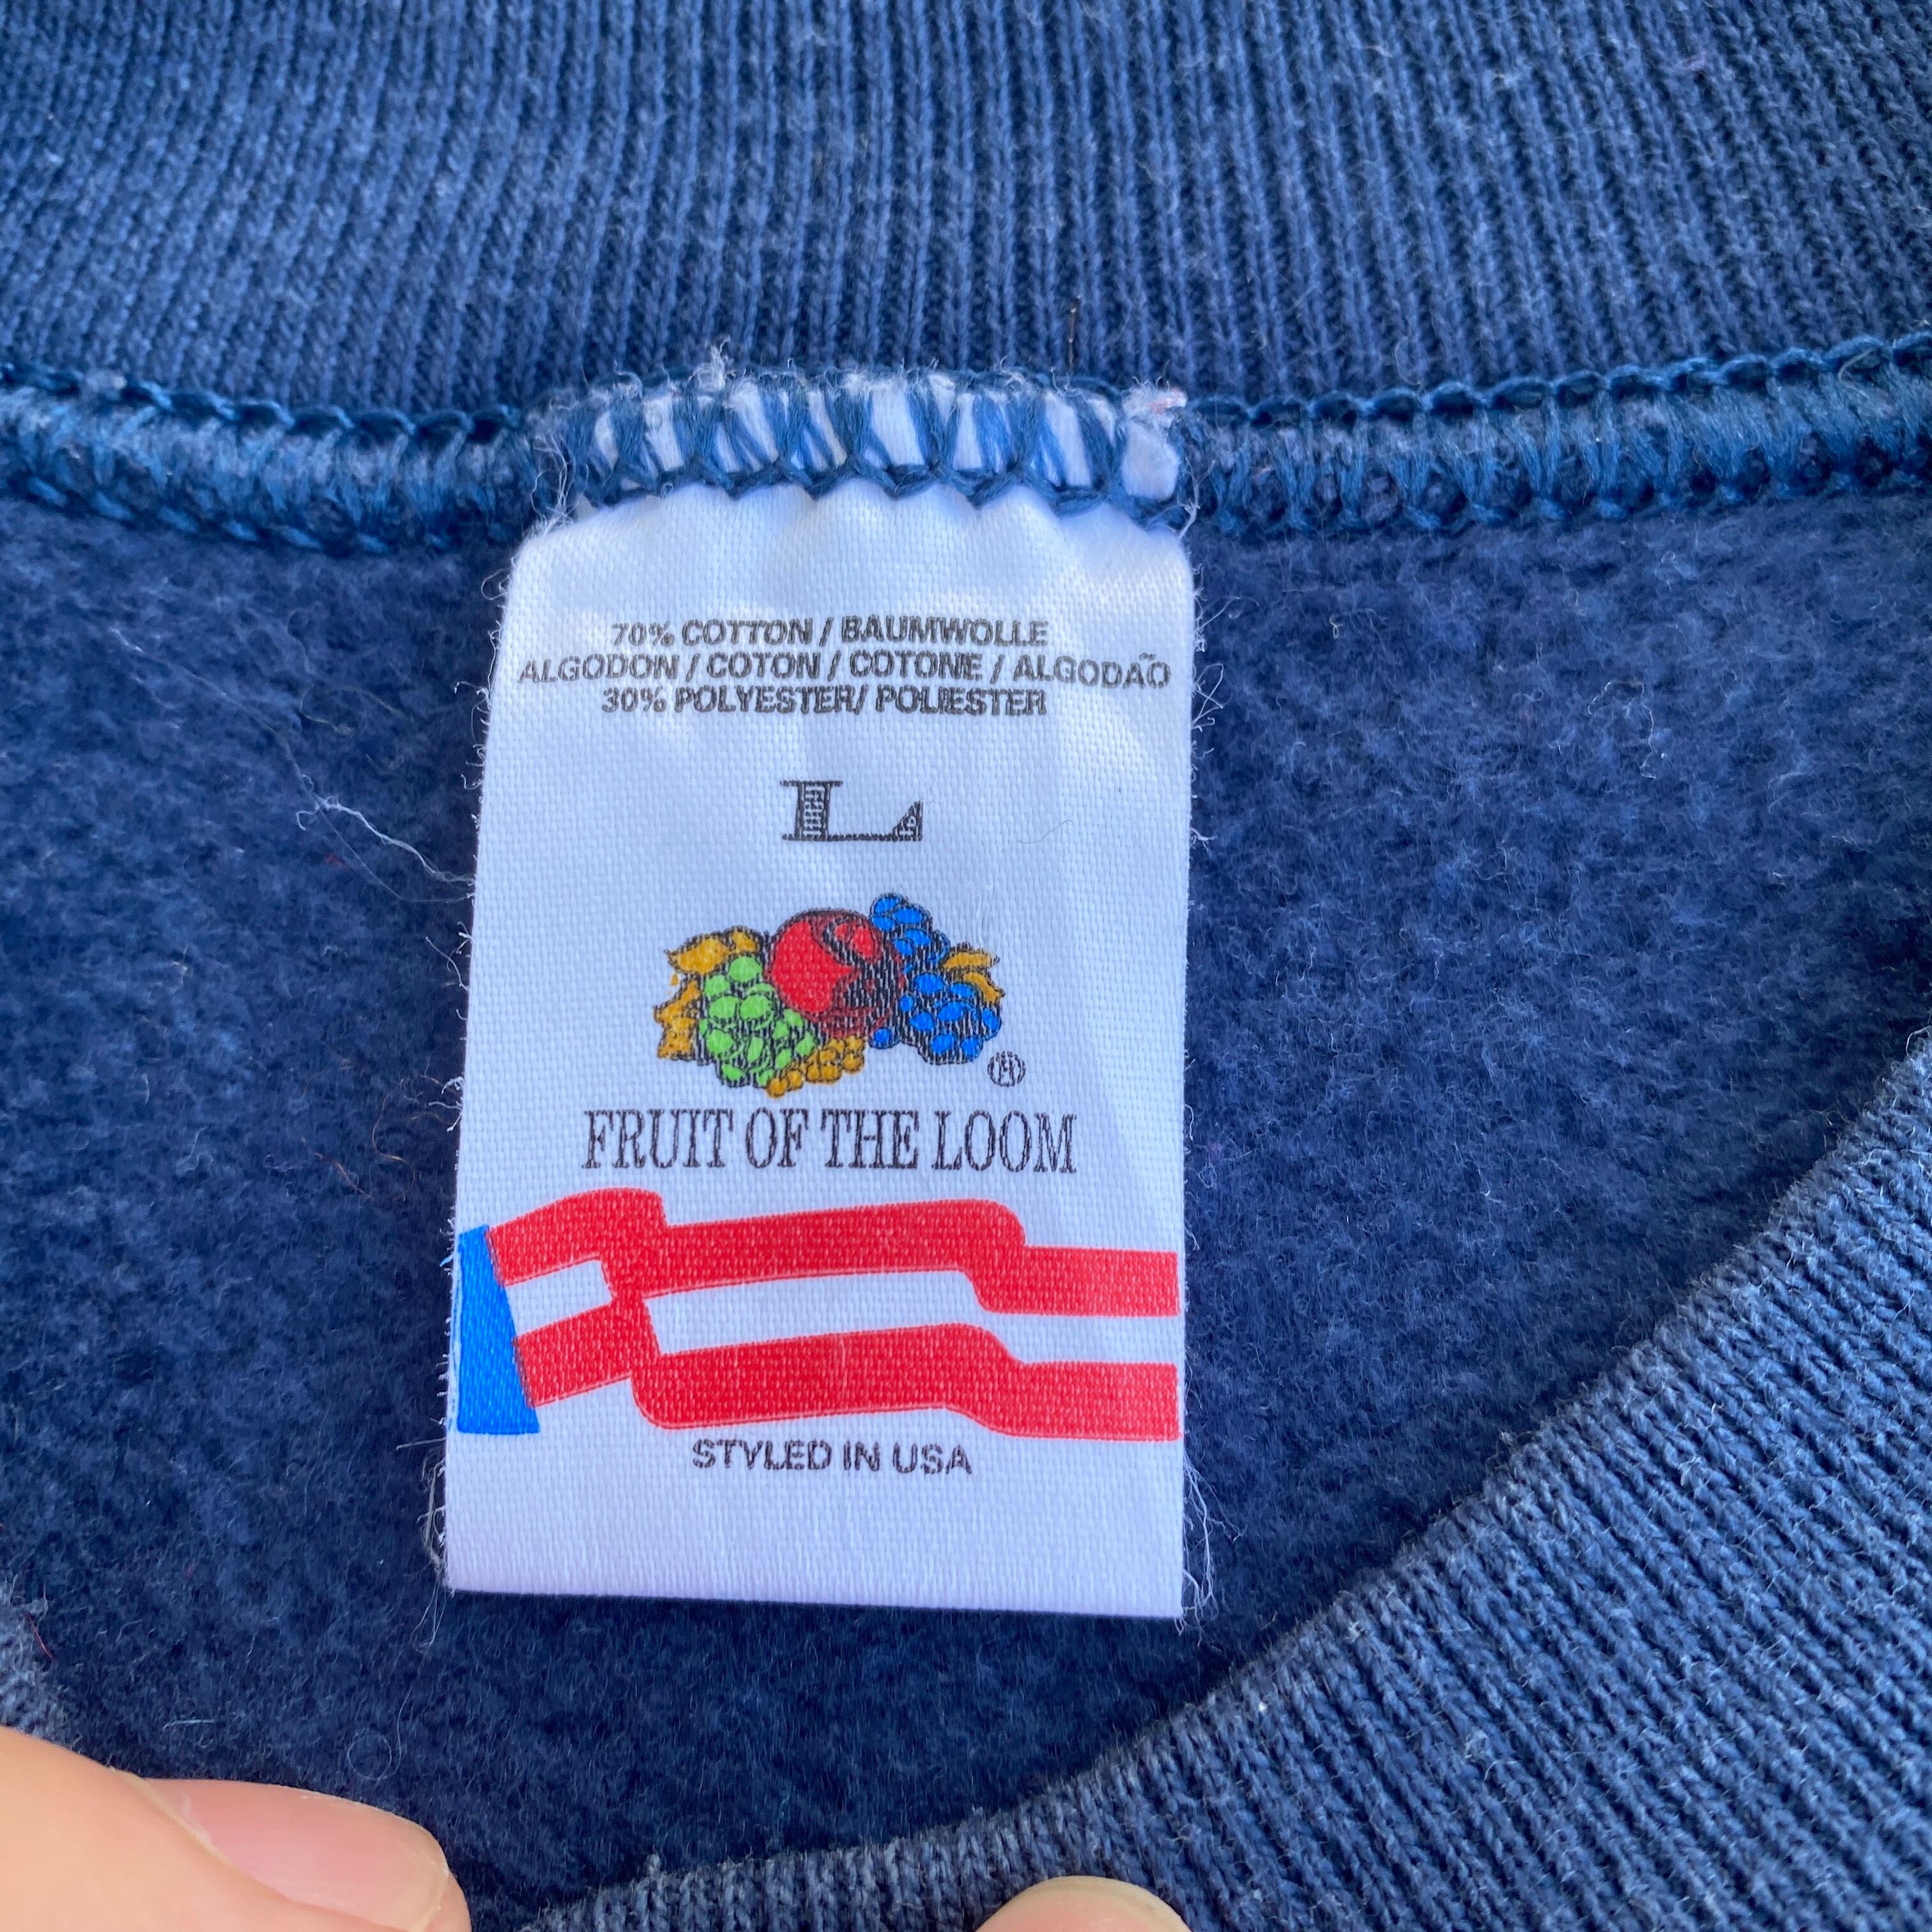 70% COTTON / BAUMWOLLE
ALGODON / COTON / COTONE / ALGODÃO
30% POLYESTER/ POLIESTER
L
®
FRUIT OF THE LOOM
STYLED IN USA